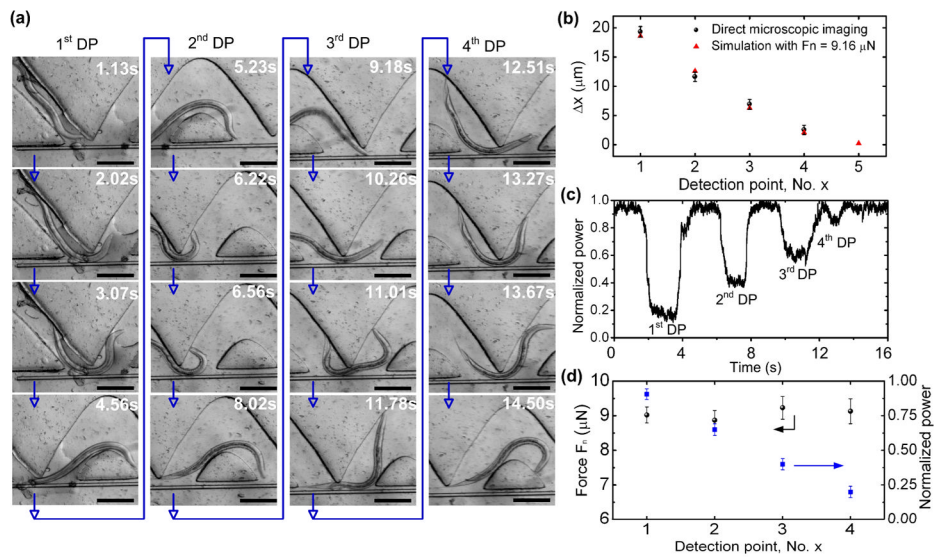 (a)
1st DP
2nd DP
3rd DP
4th DP
1.13s
5.23s
9.18s
12.51s
2.02s
6.22s
10.26s
13.27s
3.07s
6.56s
11.01s
13.67s
4.56s
8.02s
11.78s
14.50s
(b)
20
15
10
5
0
Δx (μm)
Direct microscopic imaging
Simulation with Fn = 9.16 μN
1 2 3 4 5
Detection point, No. x
(c)
1.0
0.8
0.6
0.4
0.2
0.0
Normalized power
1st DP
2nd DP
3rd DP
4th DP
0 4 8 12 16
Time (s)
(d)
10
9
8
7
6
Force Fn (μN)
1.00
0.75
0.50
0.25
0.00
Normalized power
1 2 3 4
Detection point, No. x